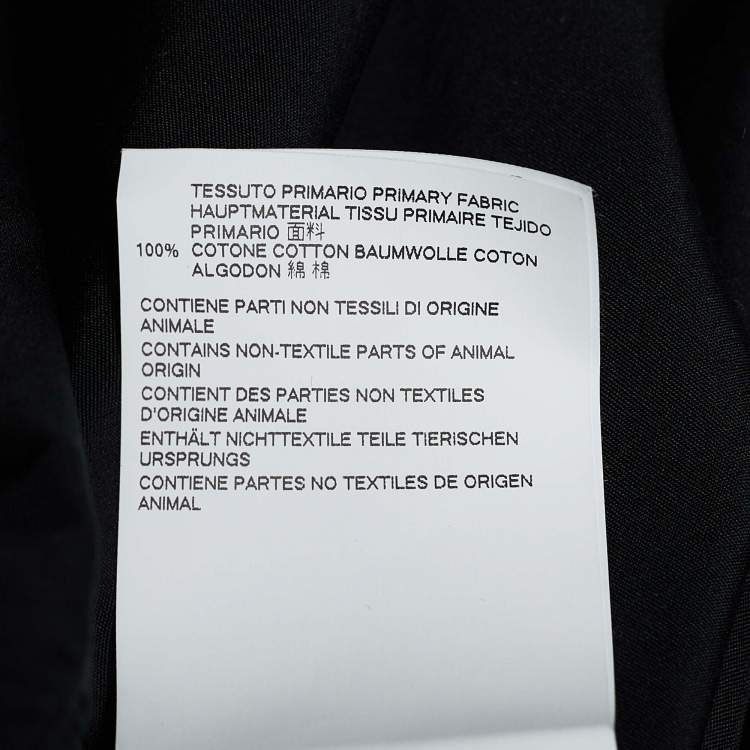 TESSUTO PRIMARIO PRIMARY FABRIC
HAUPTMATERIAL TISSU PRIMAIRE TEJIDO
PRIMARIO 面料
100% COTONE COTTON BAUMWOLLE COTON
ALGODON 綿 棉
CONTIENE PARTI NON TESSILI DI ORIGINE
ANIMALE
CONTAINS NON-TEXTILE PARTS OF ANIMAL
ORIGIN
CONTIENT DES PARTIES NON TEXTILES
D'ORIGINE ANIMALE
ENTHÄLT NICHTTEXTILE TEILE TIERISCHEN
URSPRUNGS
CONTIENE PARTES NO TEXTILES DE ORIGEN
ANIMAL